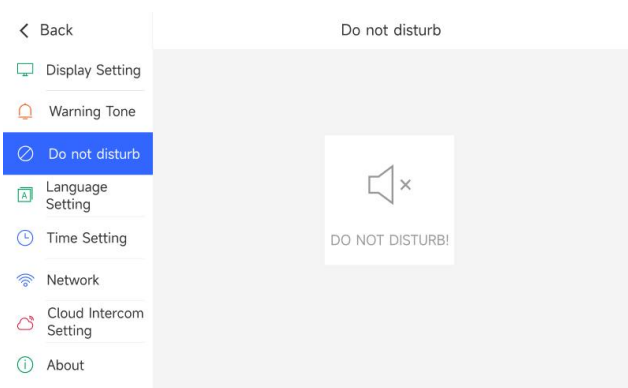 Back
Do not disturb
Display Setting
Warning Tone
Do not disturb
Language
Setting
Time Setting
Network
Cloud Intercom
Setting
About
A
DO NOT DISTURB!